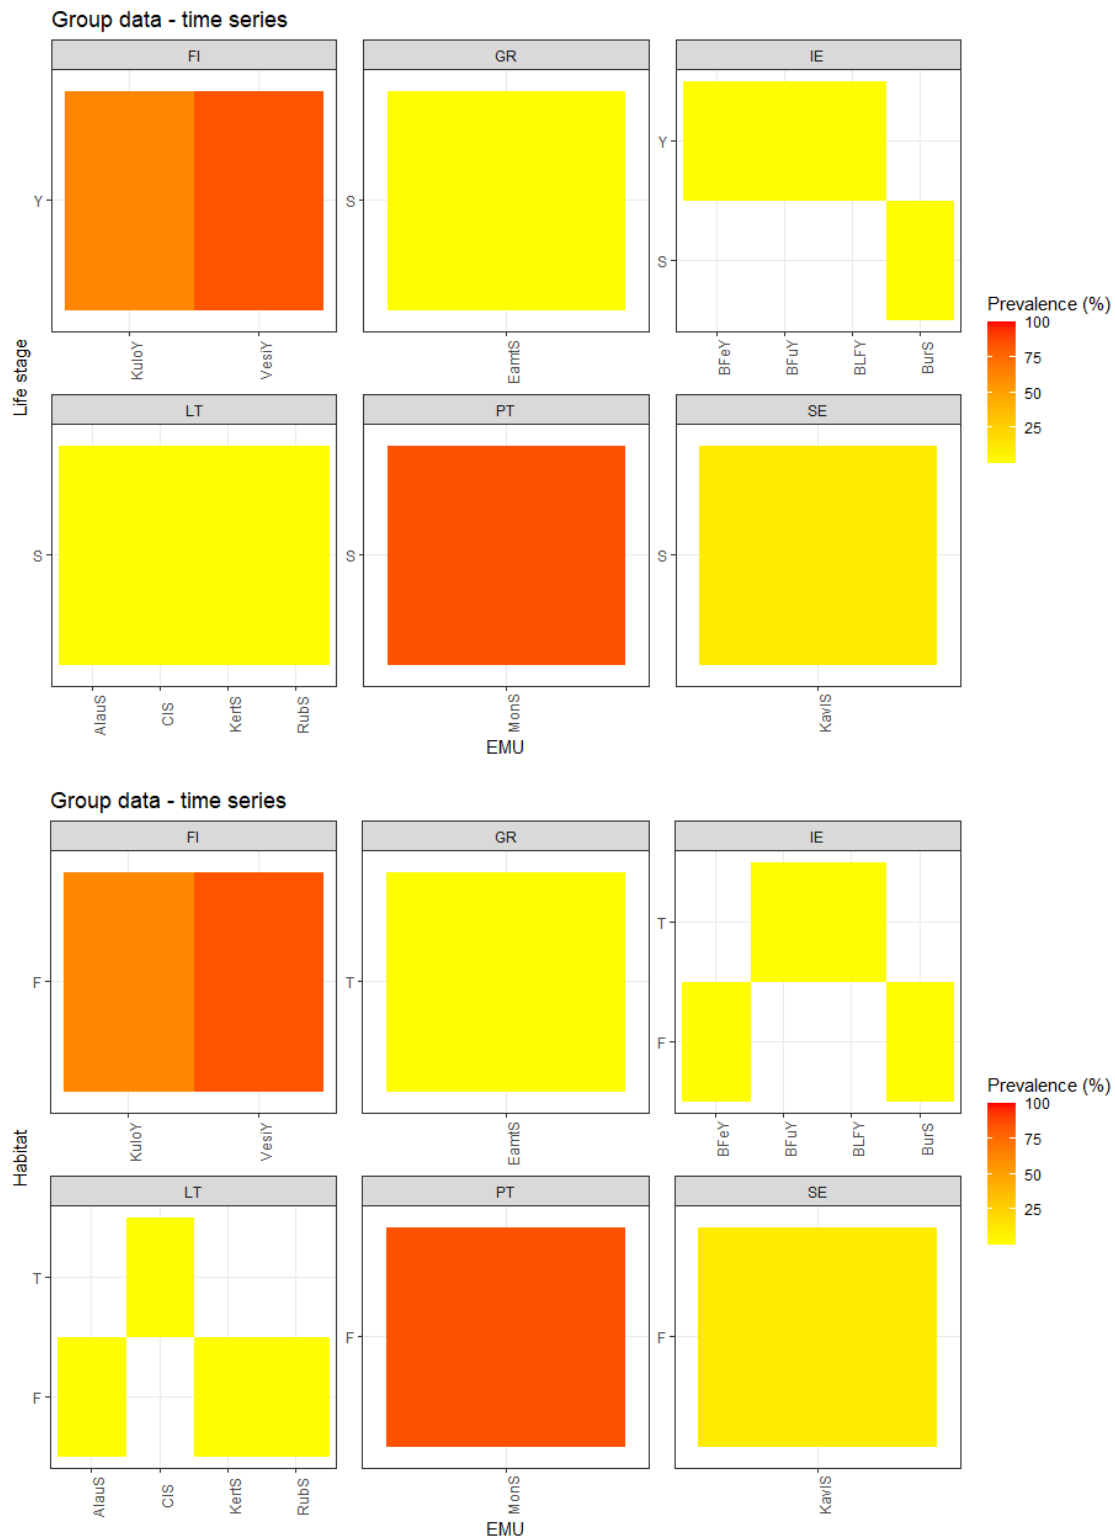 Group data - time series
FI
GR
IE
Y
S
Y
S
KuloY
VesiY
EamtS
BFeY
BFuY
BLFY
BurS
Prevalence (%)
100
75
50
25
Life stage
LT
PT
SE
S
S
S
AlauS
ClS
KertS
RubS
MonS
KavlS
EMU
Group data - time series
FI
GR
IE
F
T
T
F
KuloY
VesiY
EamtS
BFeY
BFuY
BLFY
BurS
Prevalence (%)
100
75
50
25
Habitat
LT
PT
SE
T
F
F
F
AlauS
ClS
KertS
RubS
MonS
KavlS
EMU